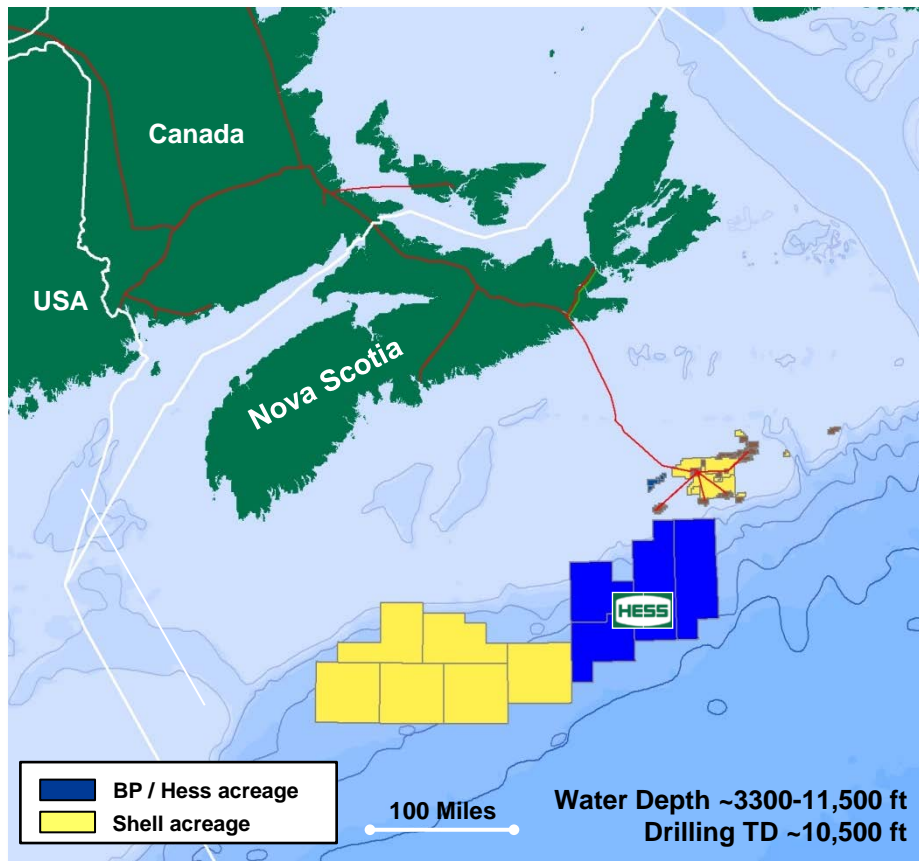 Canada
USA
Nova Scotia
HESS
BP / Hess acreage
Shell acreage
100 Miles
Water Depth ~3300-11,500 ft
Drilling TD ~10,500 ft